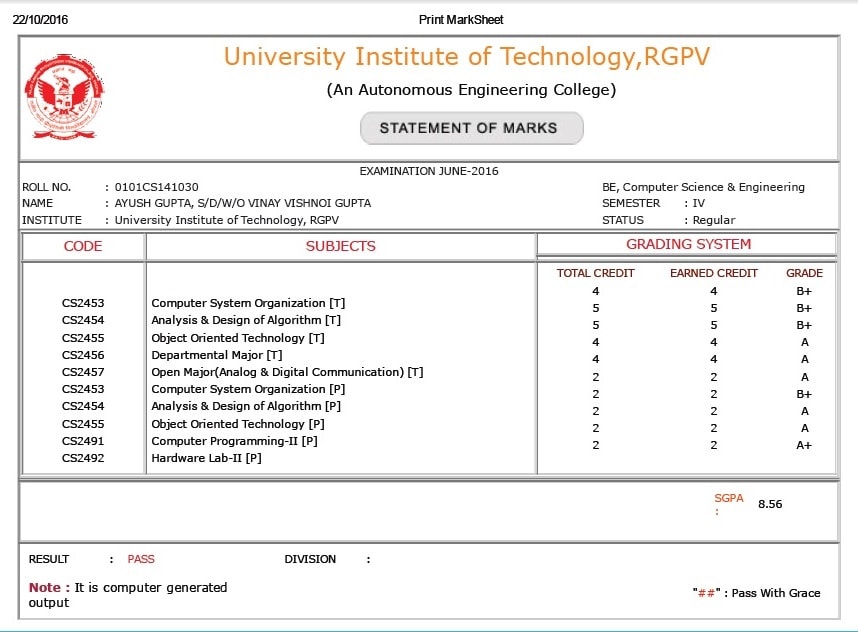 22/10/2016 Print MarkSheet
University Institute of Technology,RGPV
(An Autonomous Engineering College)
STATEMENT OF MARKS
EXAMINATION JUNE-2016
ROLL NO. : 0101CS141030 BE, Computer Science & Engineering
NAME : AYUSH GUPTA, S/D/W/O VINAY VISHNOI GUPTA SEMESTER : IV
INSTITUTE : University Institute of Technology, RGPV STATUS : Regular
CODE SUBJECTS GRADING SYSTEM
TOTAL CREDIT EARNED CREDIT GRADE
CS2453 Computer System Organization [T] 4 4 B+
CS2454 Analysis & Design of Algorithm [T] 5 5 B+
CS2455 Object Oriented Technology [T] 5 5 B+
CS2456 Departmental Major [T] 4 4 A
CS2457 Open Major(Analog & Digital Communication) [T] 4 4 A
CS2453 Computer System Organization [P] 2 2 A
CS2454 Analysis & Design of Algorithm [P] 2 2 B+
CS2455 Object Oriented Technology [P] 2 2 A
CS2491 Computer Programming-II [P] 2 2 A
CS2492 Hardware Lab-II [P] 2 2 A+
SGPA : 8.56
RESULT : PASS DIVISION :
Note : It is computer generated
output "##" : Pass With Grace